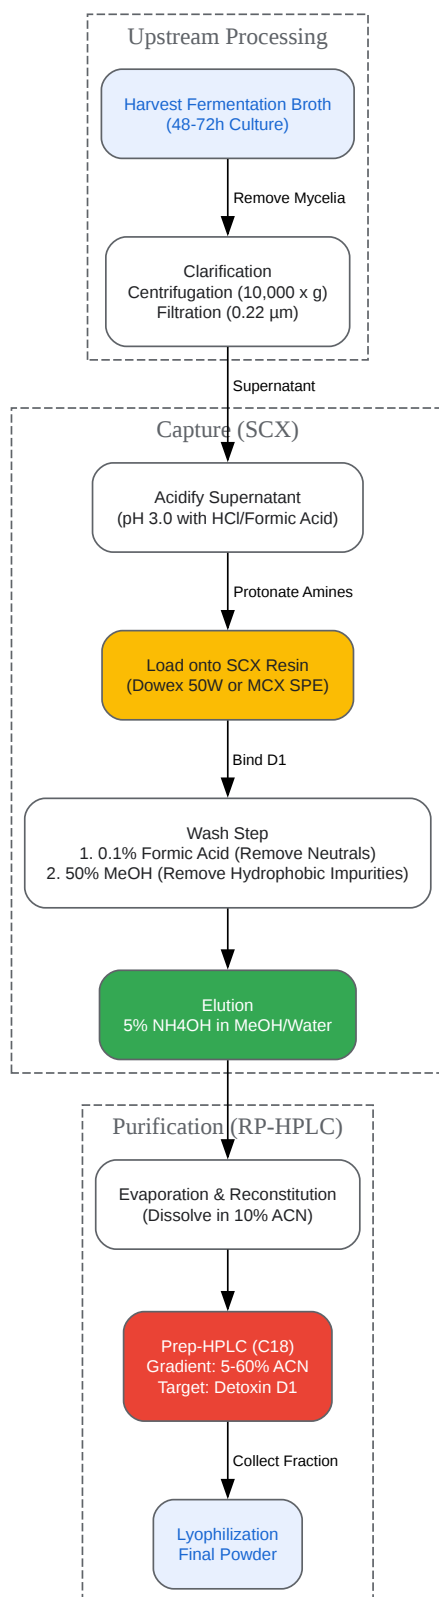 Upstream Processing
Harvest Fermentation Broth
(48-72h Culture)
Remove Mycelia
Clarification
Centrifugation (10,000 x g)
Filtration (0.22 µm)
Supernatant
Capture (SCX)
Acidify Supernatant
(pH 3.0 with HCl/Formic Acid)
Protonate Amines
Load onto SCX Resin
(Dowex 50W or MCX SPE)
Bind D1
Wash Step
1. 0.1% Formic Acid (Remove Neutrals)
2. 50% MeOH (Remove Hydrophobic Impurities)
Elution
5% NH4OH in MeOH/Water
Purification (RP-HPLC)
Evaporation & Reconstitution
(Dissolve in 10% ACN)
Prep-HPLC (C18)
Gradient: 5-60% ACN
Target: Detoxin D1
Collect Fraction
Lyophilization
Final Powder